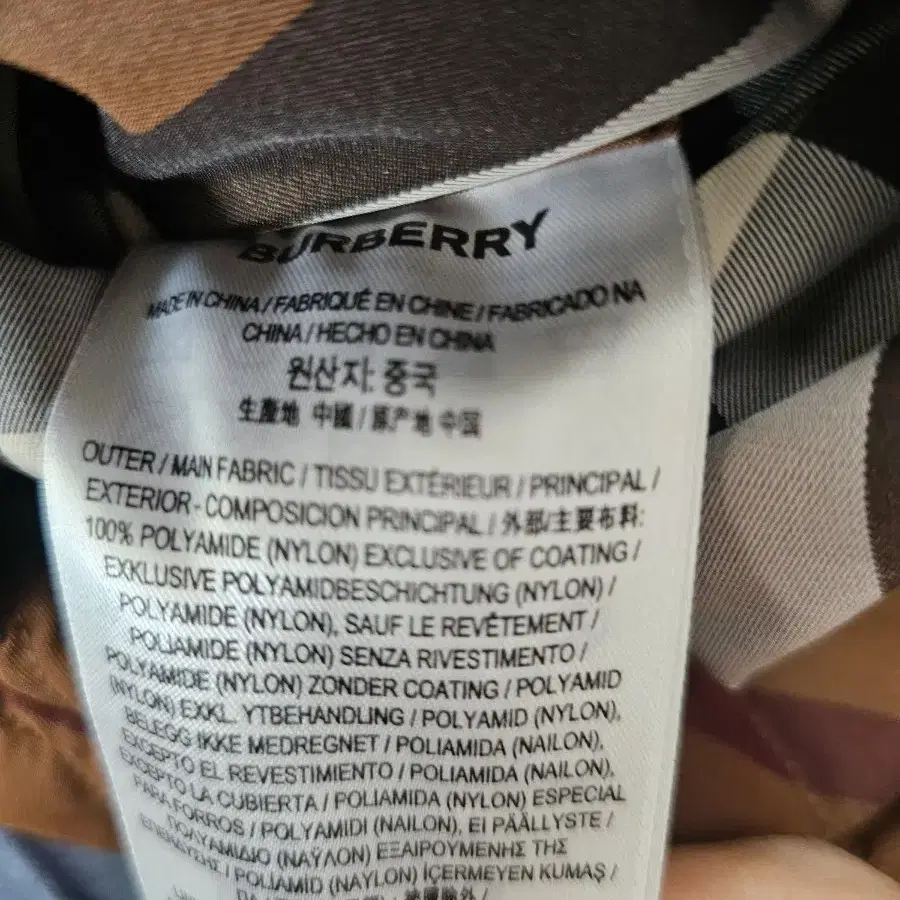 BURBERRY
MADE IN CHINA / FABRIQUÉ EN CHINE / FABRICADO NA
CHINA / HECHO EN CHINA
원산지: 중국
生產地 中國 / 原产地 中国
OUTER / MAIN FABRIC / TISSU EXTÉRIEUR / PRINCIPAL /
EXTERIOR - COMPOSICION PRINCIPAL / 外部/主要布料:
100% POLYAMIDE (NYLON) EXCLUSIVE OF COATING /
EXKLUSIVE POLYAMIDBESCHICHTUNG (NYLON) /
POLYAMIDE (NYLON), SAUF LE REVÊTEMENT /
POLIAMIDE (NYLON) SENZA RIVESTIMENTO /
POLYAMIDE (NYLON) ZONDER COATING / POLYAMID
(NYLON) EXKL. YTBEHANDLING / POLYAMID (NYLON),
BELEGG IKKE MEDREGNET / POLIAMIDA (NAILON),
EXCEPTO EL REVESTIMIENTO / POLIAMIDA (NAILON),
EXCEPTO LA CUBIERTA / POLIAMIDA (NYLON) ESPECIAL
PARA FORROS / POLYAMIDI (NAILON), EI PÄÄLLYSTE /
ΠΟΛΥΑΜΙΔΙΟ (ΝΑΫΛΟΝ) ΕΞΑΙΡΟΥΜΕΝΗΣ ΤΗΣ
/ POLIAMID (NAYLON) İÇERMEYEN KUMAŞ /